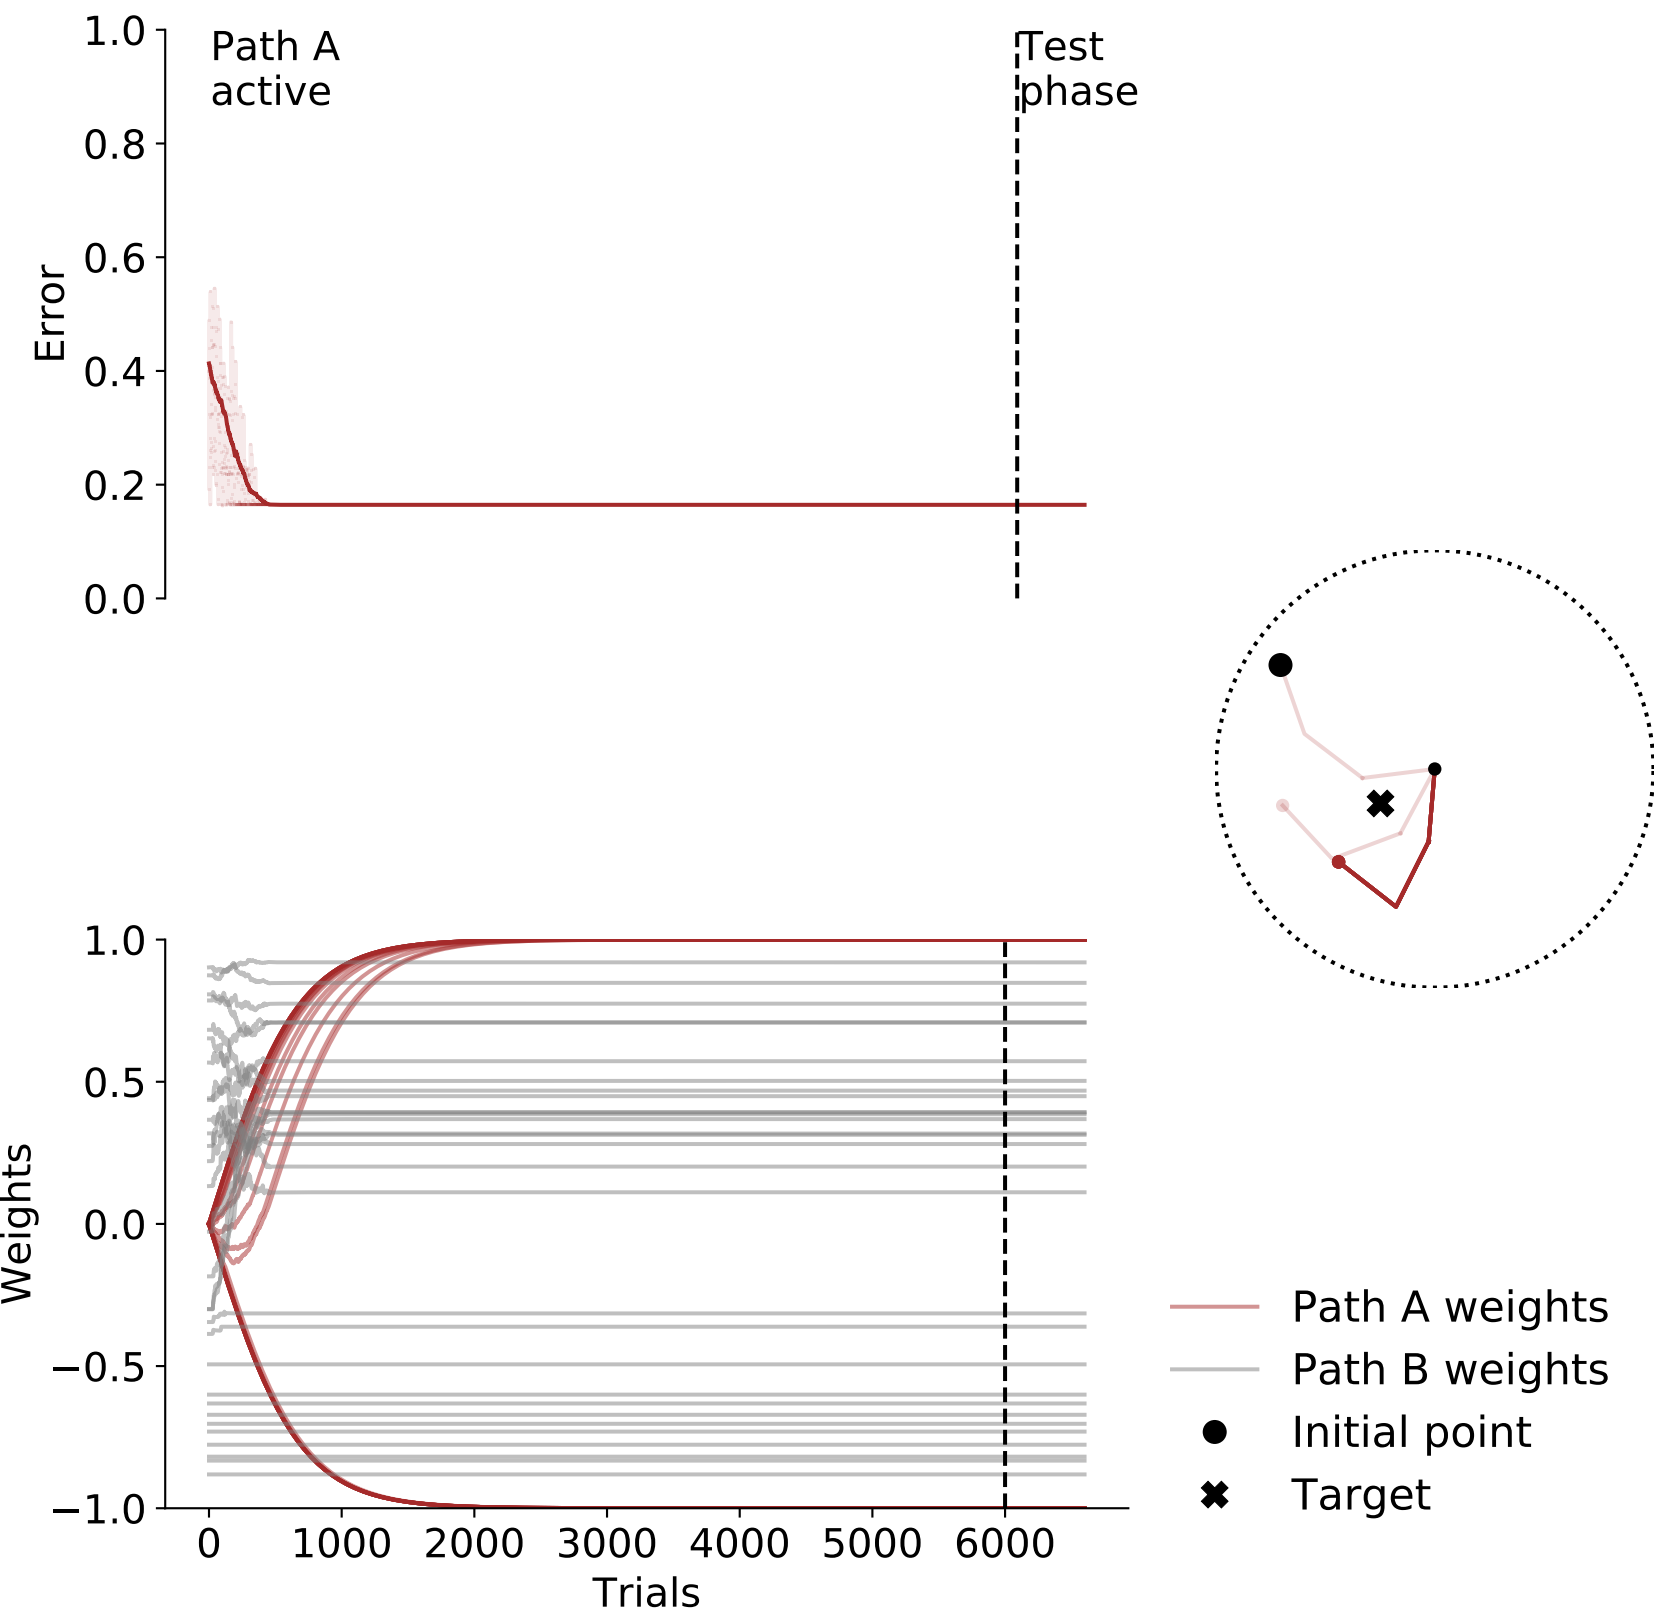 1.0
Path A
active
Test
phase
0.8
0.6
0.4
0.2
0.0
Error
1.0
0.5
0.0
−0.5
−1.0
Weights
0 1000 2000 3000 4000 5000 6000
Trials
Path A weights
Path B weights
Initial point
Target